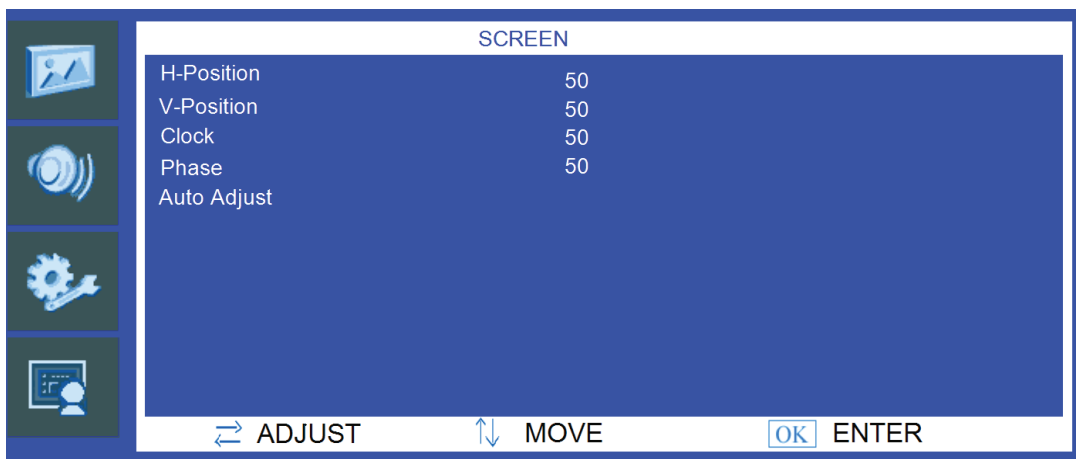 SCREEN
H-Position 50
V-Position 50
Clock 50
Phase 50
Auto Adjust
ADJUST MOVE OK ENTER